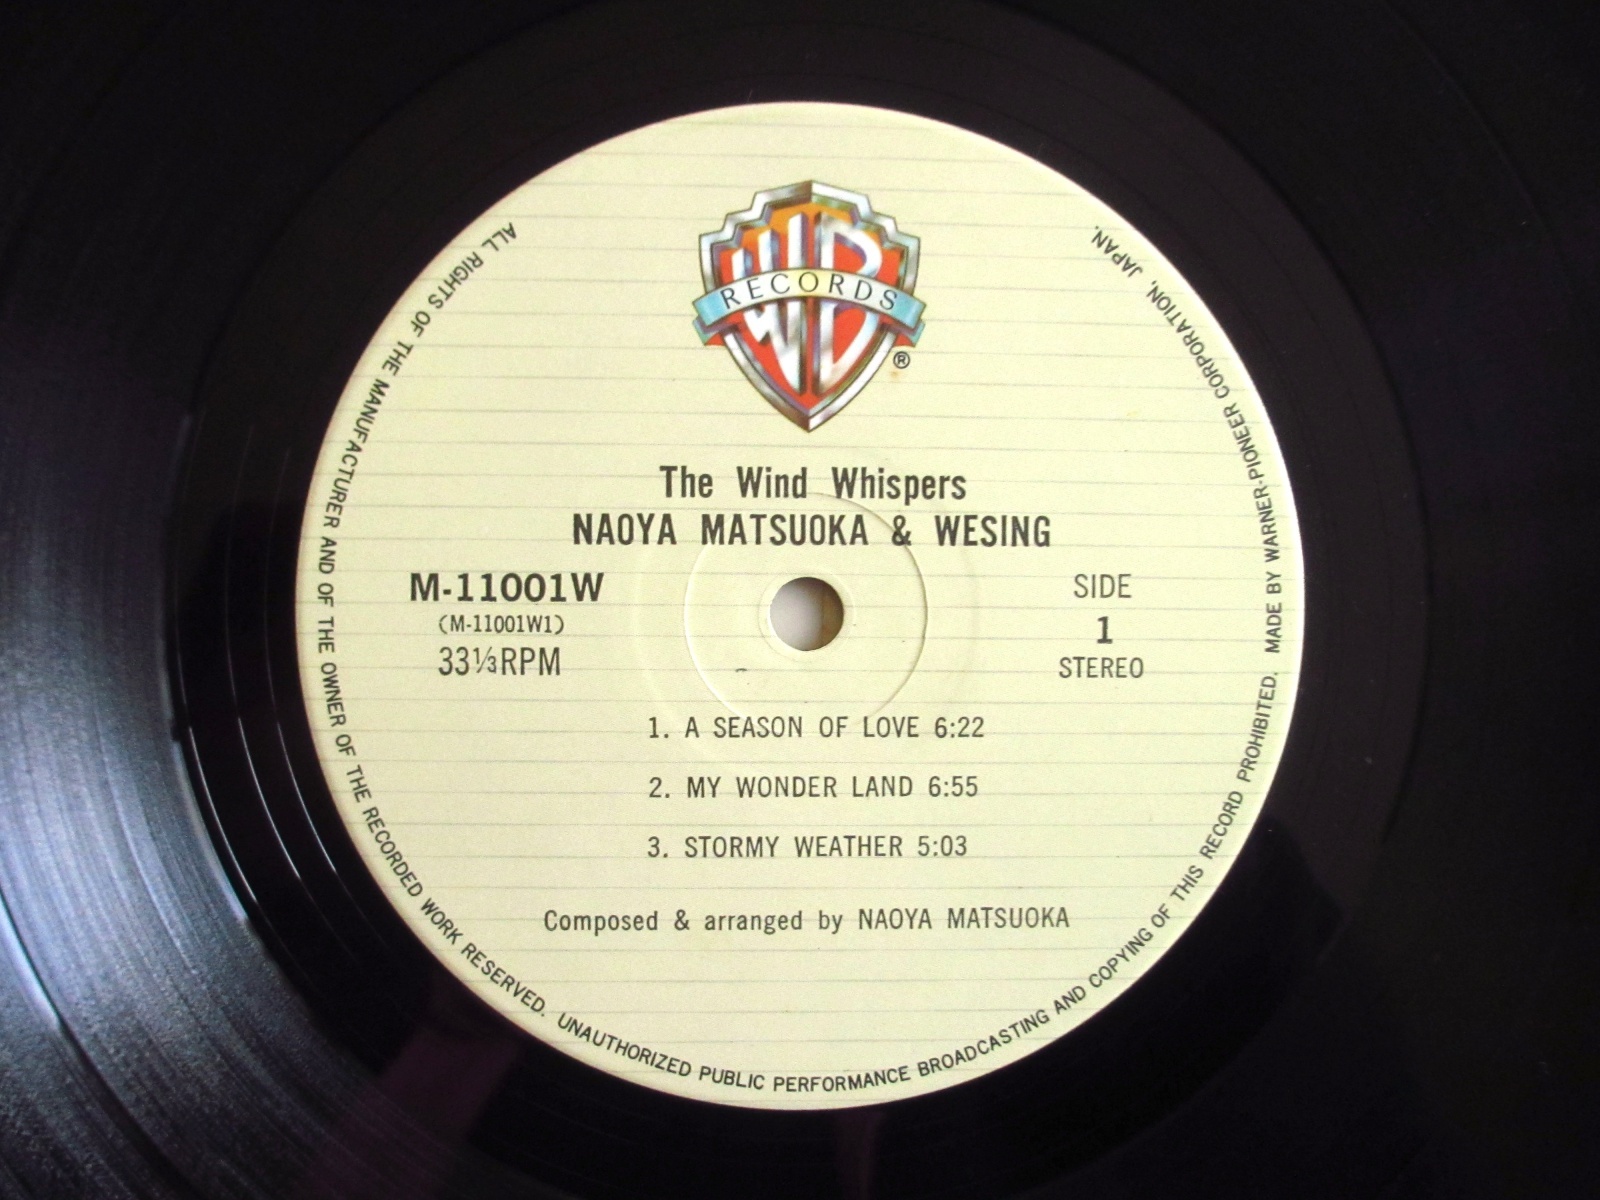 WB
RECORDS
®
The Wind Whispers
NAOYA MATSUOKA & WESING
M-11001W
(M-11001W1)
33⅓RPM
SIDE
1
STEREO
1. A SEASON OF LOVE 6:22
2. MY WONDER LAND 6:55
3. STORMY WEATHER 5:03
Composed & arranged by NAOYA MATSUOKA
ALL RIGHTS OF THE MANUFACTURER AND OF THE OWNER OF THE RECORDED WORK RESERVED. UNAUTHORIZED PUBLIC PERFORMANCE BROADCASTING AND COPYING OF THIS RECORD PROHIBITED. MADE BY WARNER-PIONEER CORPORATION, JAPAN.